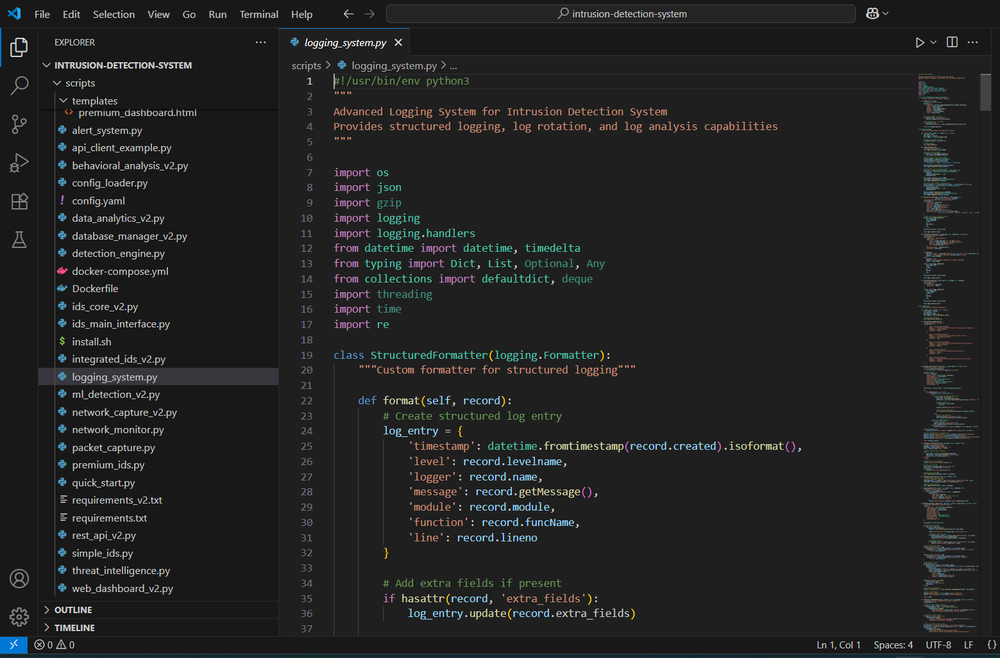 File Edit Selection View Go Run Terminal Help
intrusion-detection-system
EXPLORER
INTRUSION-DETECTION-SYSTEM
scripts
templates
premium_dashboard.html
alert_system.py
api_client_example.py
behavioral_analysis_v2.py
config_loader.py
! config.yaml
data_analytics_v2.py
database_manager_v2.py
detection_engine.py
docker-compose.yml
Dockerfile
ids_core_v2.py
ids_main_interface.py
$ install.sh
integrated_ids_v2.py
logging_system.py
ml_detection_v2.py
network_capture_v2.py
network_monitor.py
packet_capture.py
premium_ids.py
quick_start.py
requirements_v2.txt
requirements.txt
rest_api_v2.py
simple_ids.py
threat_intelligence.py
web_dashboard_v2.py
OUTLINE
TIMELINE
logging_system.py
scripts > logging_system.py > ...
1 #!/usr/bin/env python3
2 """
3 Advanced Logging System for Intrusion Detection System
4 Provides structured logging, log rotation, and log analysis capabilities
5 """
6
7 import os
8 import json
9 import gzip
10 import logging
11 import logging.handlers
12 from datetime import datetime, timedelta
13 from typing import Dict, List, Optional, Any
14 from collections import defaultdict, deque
15 import threading
16 import time
17 import re
18
19 class StructuredFormatter(logging.Formatter):
20     """Custom formatter for structured logging"""
21
22     def format(self, record):
23         # Create structured log entry
24         log_entry = {
25             'timestamp': datetime.fromtimestamp(record.created).isoformat(),
26             'level': record.levelname,
27             'logger': record.name,
28             'message': record.getMessage(),
29             'module': record.module,
30             'function': record.funcName,
31             'line': record.lineno
32         }
33
34         # Add extra fields if present
35         if hasattr(record, 'extra_fields'):
36             log_entry.update(record.extra_fields)
37
0 0
Ln 1, Col 1 Spaces: 4 UTF-8 LF {}